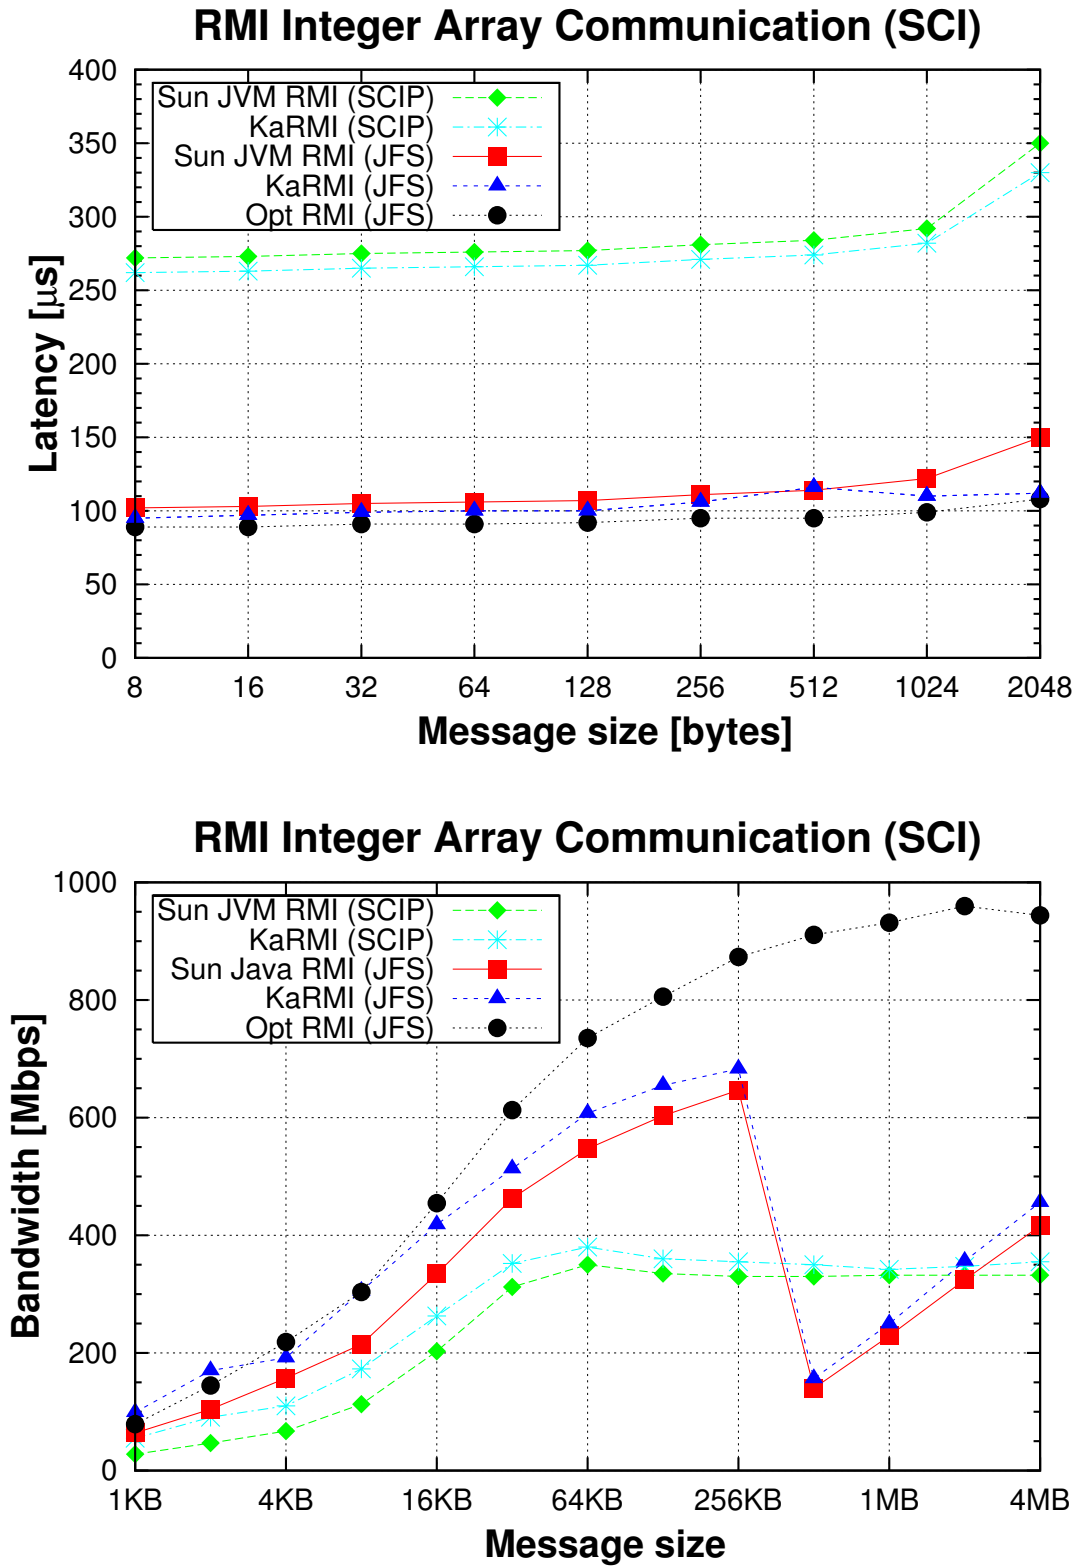 RMI Integer Array Communication (SCI)
400
350
300
250
200
150
100
50
0
Latency [μs]
Sun JVM RMI (SCIP)
KaRMI (SCIP)
Sun JVM RMI (JFS)
KaRMI (JFS)
Opt RMI (JFS)
8 16 32 64 128 256 512 1024 2048
Message size [bytes]
RMI Integer Array Communication (SCI)
1000
800
600
400
200
0
Bandwidth [Mbps]
Sun JVM RMI (SCIP)
KaRMI (SCIP)
Sun Java RMI (JFS)
KaRMI (JFS)
Opt RMI (JFS)
1KB 4KB 16KB 64KB 256KB 1MB 4MB
Message size